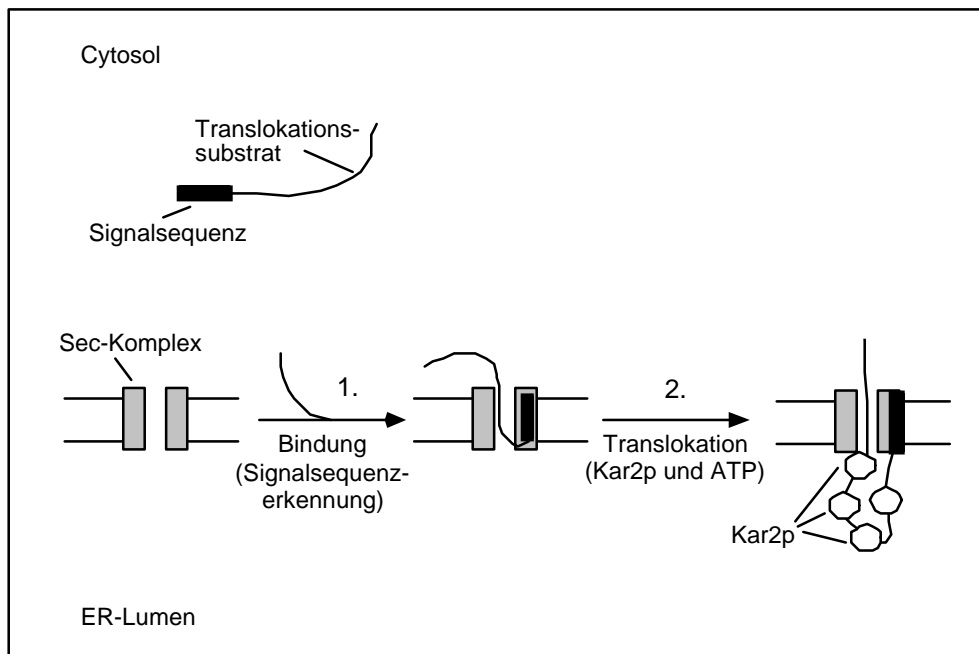 Cytosol
Translokations-
substrat
Signalsequenz
Sec-Komplex
1.
Bindung
(Signalsequenz-
erkennung)
2.
Translokation
(Kar2p und ATP)
Kar2p
ER-Lumen